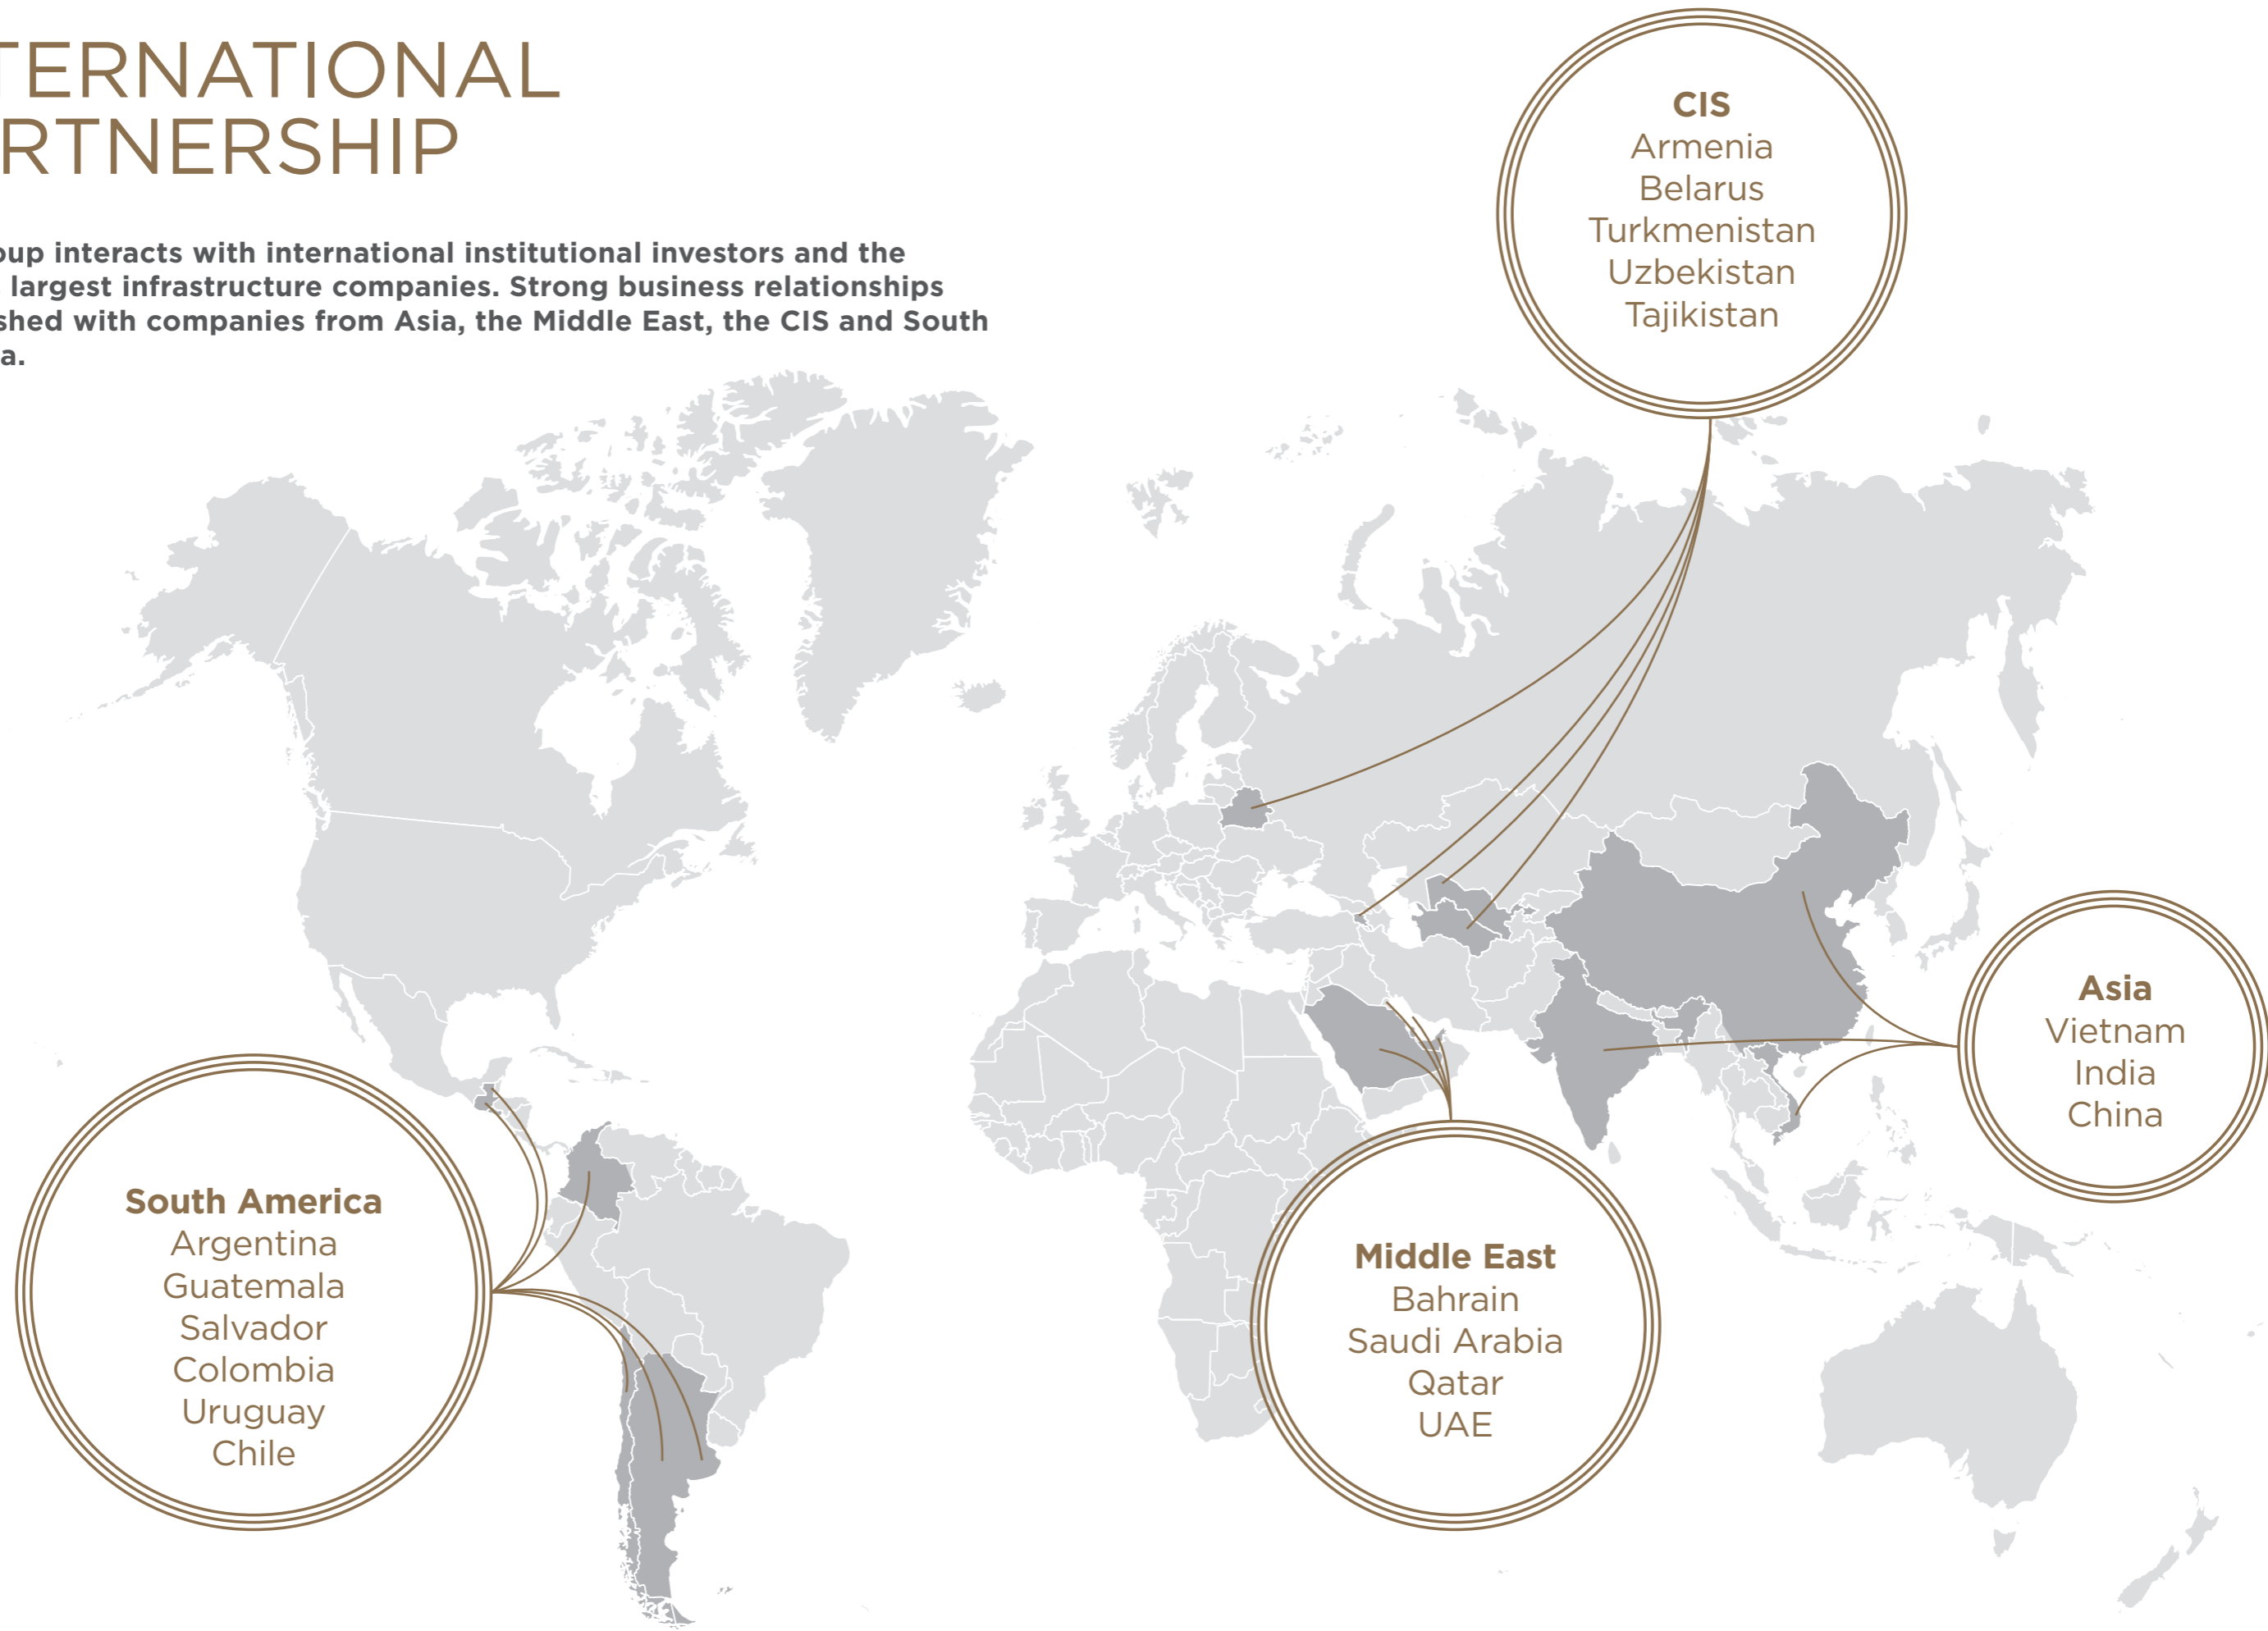 TERNATIONAL
RTNERSHIP
oup interacts with international institutional investors and the
largest infrastructure companies. Strong business relationships
shed with companies from Asia, the Middle East, the CIS and South
a.
CIS
Armenia
Belarus
Turkmenistan
Uzbekistan
Tajikistan
Asia
Vietnam
India
China
South America
Argentina
Guatemala
Salvador
Colombia
Uruguay
Chile
Middle East
Bahrain
Saudi Arabia
Qatar
UAE